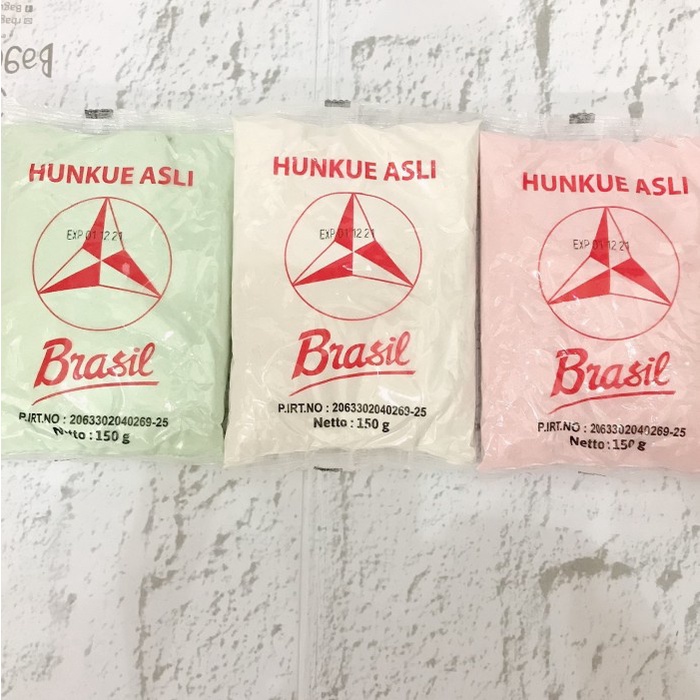 HUNKUE ASLI
EXP 01.12.21
Brasil
P.IRT.NO : 2063302040269-25
Netto : 150 g
HUNKUE ASLI
EXP 01.12.21
Brasil
P.IRT.NO : 2063302040269-25
Netto : 150 g
HUNKUE ASLI
EXP 01.12.21
Brasil
P.IRT.NO : 2063302040269-25
Netto : 150 g